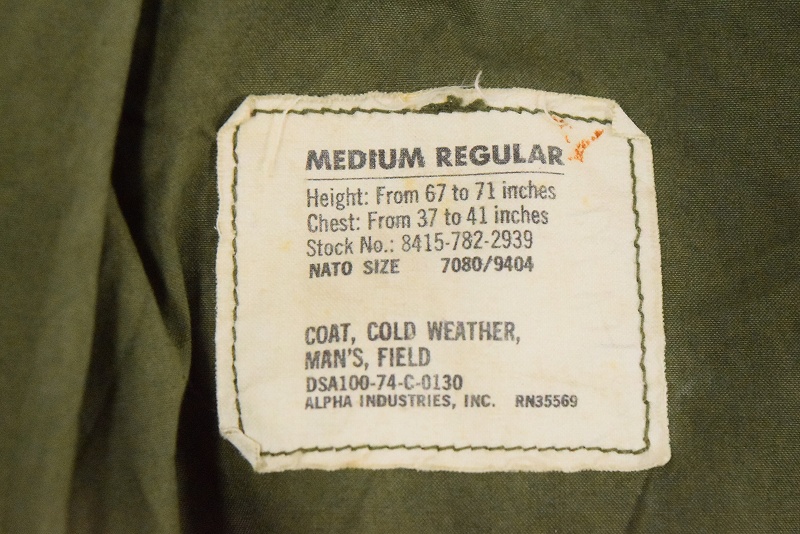 MEDIUM REGULAR
Height: From 67 to 71 inches
Chest: From 37 to 41 inches
Stock No.: 8415-782-2939
NATO SIZE 7080/9404
COAT, COLD WEATHER,
MAN'S, FIELD
DSA100-74-C-0130
ALPHA INDUSTRIES, INC. RN35569